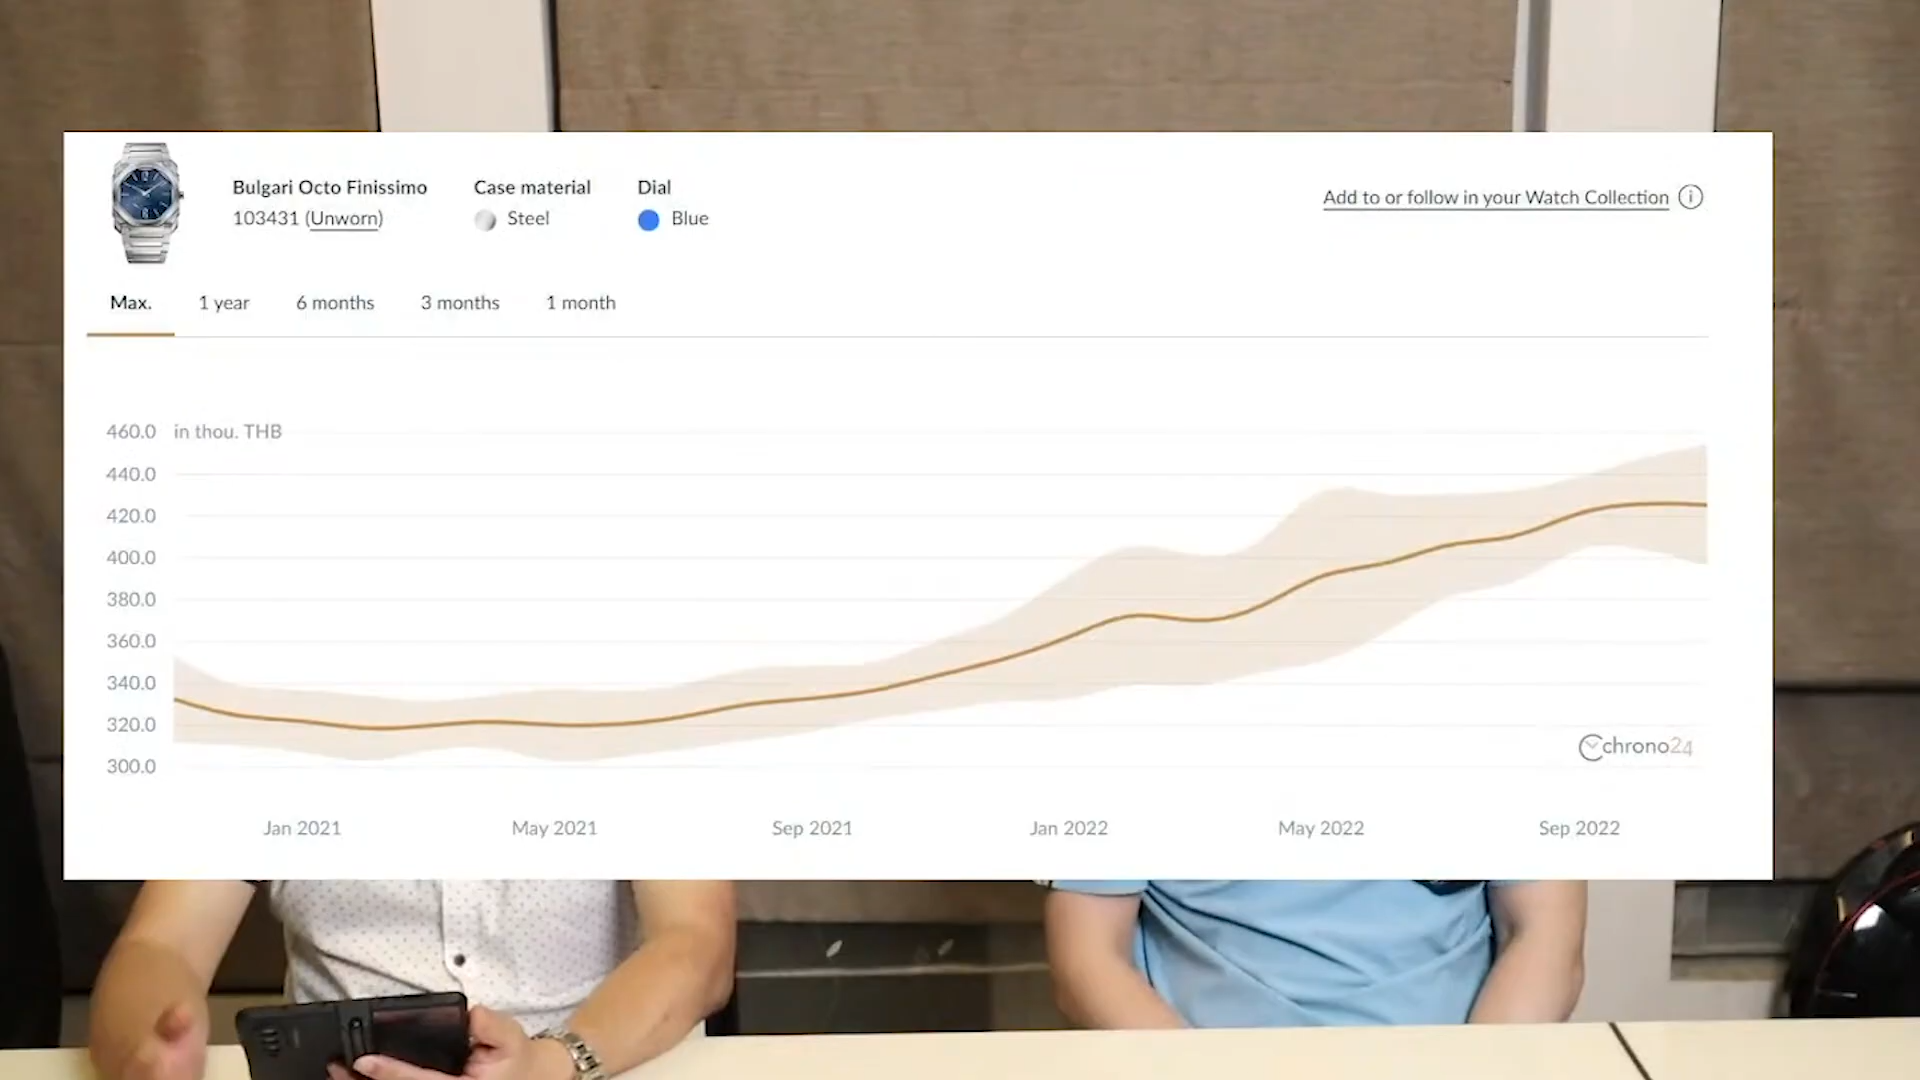 Bulgari Octo Finissimo
103431 (Unworn)
Case material
Steel
Dial
Blue
Add to or follow in your Watch Collection
Max.
1 year
6 months
3 months
1 month
460.0 in thou. THB
440.0
420.0
400.0
380.0
360.0
340.0
320.0
300.0
chrono24
Jan 2021
May 2021
Sep 2021
Jan 2022
May 2022
Sep 2022